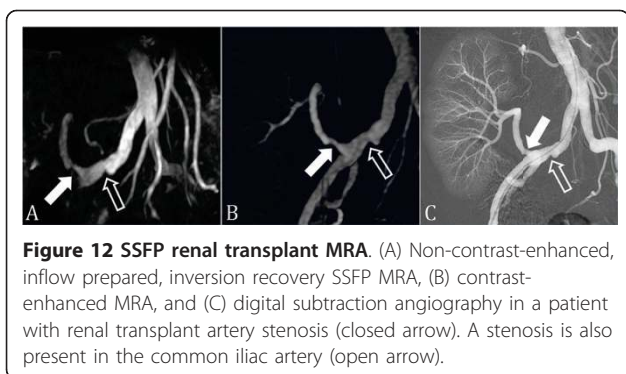 A
B
C
Figure 12 SSFP renal transplant MRA. (A) Non-contrast-enhanced,
inflow prepared, inversion recovery SSFP MRA, (B) contrast-
enhanced MRA, and (C) digital subtraction angiography in a patient
with renal transplant artery stenosis (closed arrow). A stenosis is also
present in the common iliac artery (open arrow).